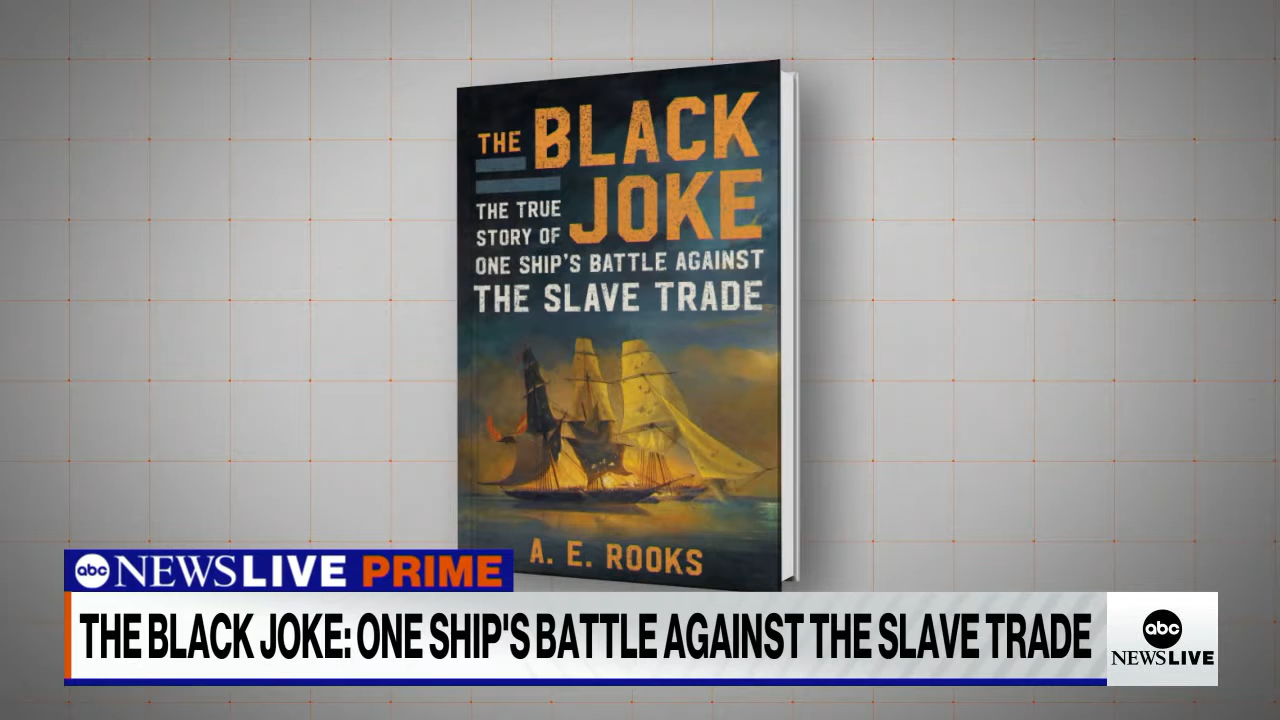 THE BLACK
JOKE
THE TRUE
STORY OF
ONE SHIP'S BATTLE AGAINST
THE SLAVE TRADE
A. E. ROOKS
abc NEWS LIVE PRIME
THE BLACK JOKE: ONE SHIP'S BATTLE AGAINST THE SLAVE TRADE
abc
NEWS LIVE